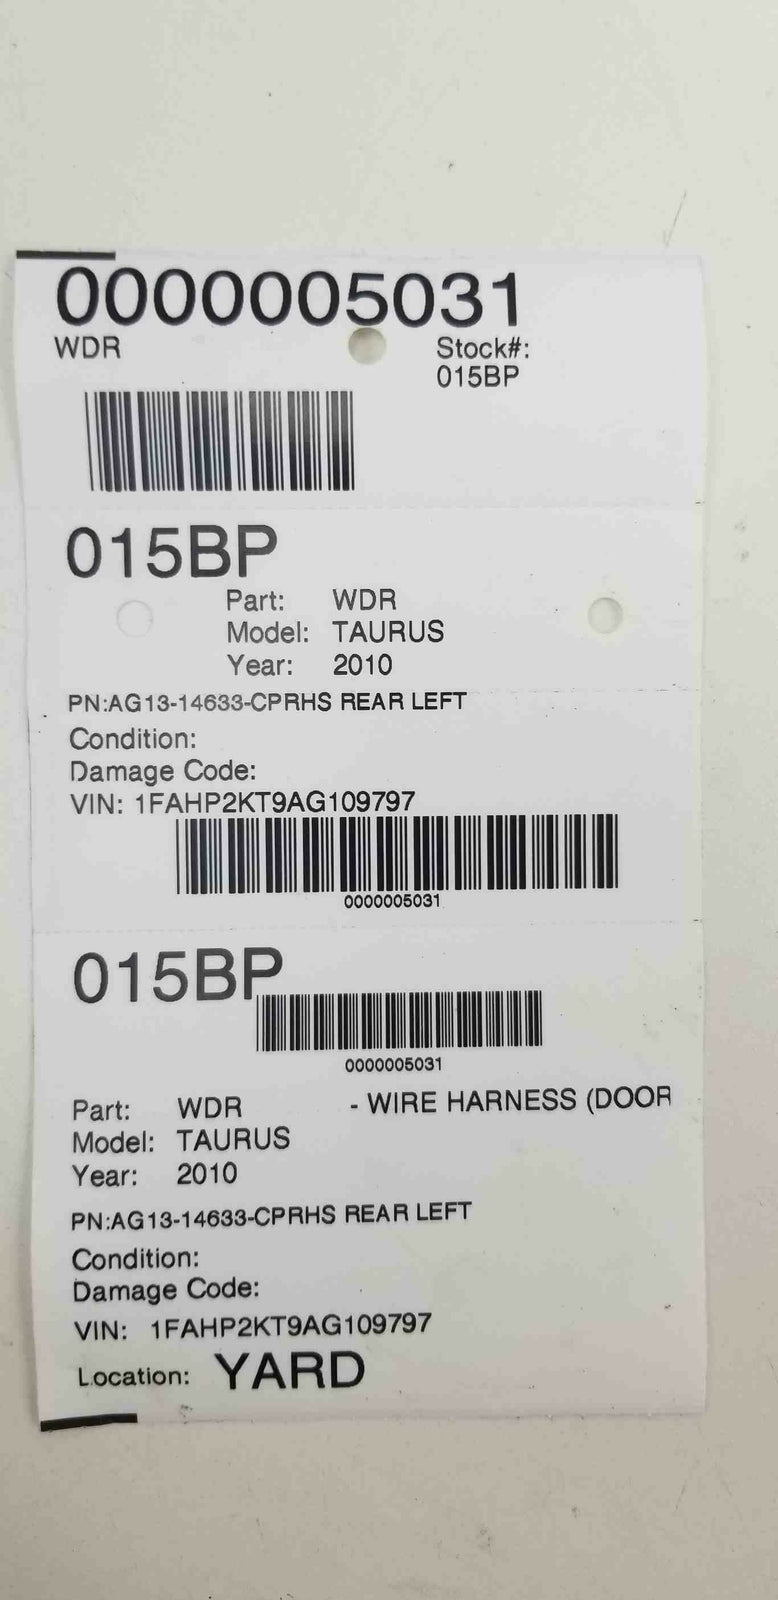 0000005031
WDR Stock#:
015BP
015BP
Part: WDR
Model: TAURUS
Year: 2010
PN:AG13-14633-CPRHS REAR LEFT
Condition:
Damage Code:
VIN: 1FAHP2KT9AG109797
0000005031
015BP
0000005031
Part: WDR - WIRE HARNESS (DOOR
Model: TAURUS
Year: 2010
PN:AG13-14633-CPRHS REAR LEFT
Condition:
Damage Code:
VIN: 1FAHP2KT9AG109797
Location: YARD